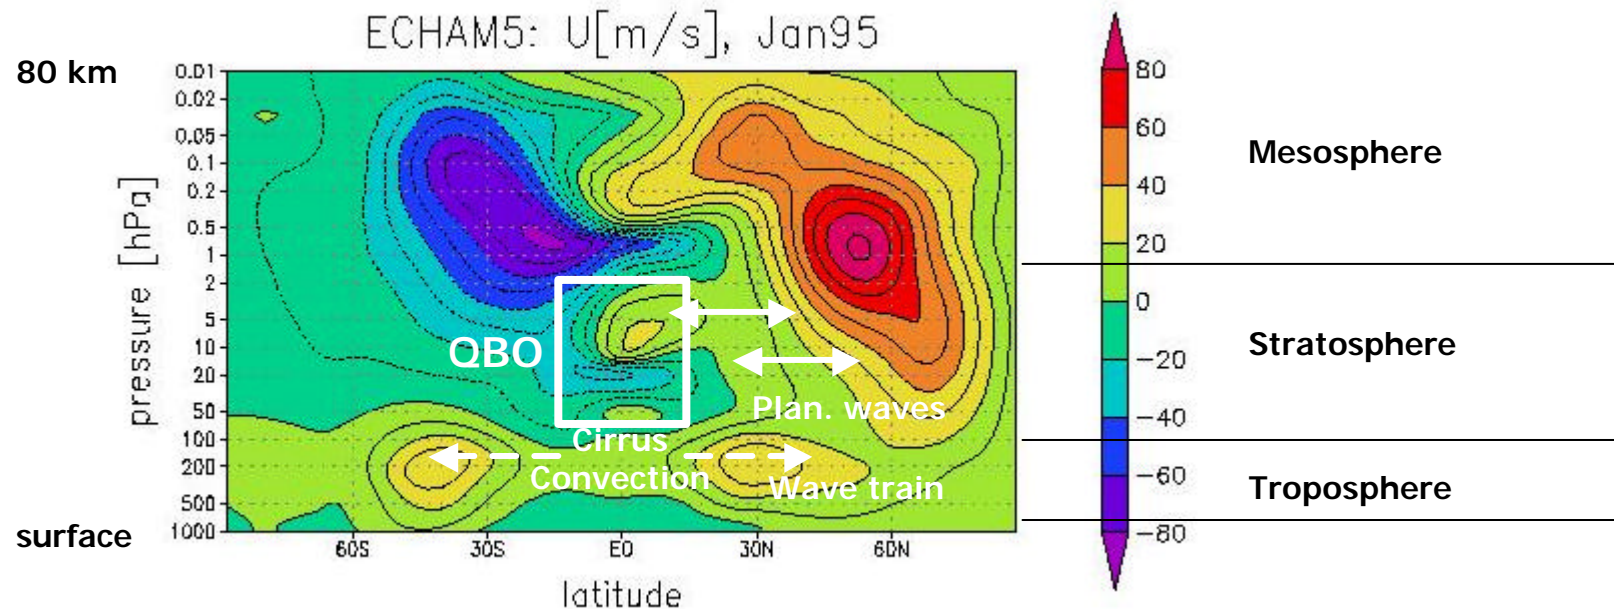 ECHAM5: U[m/s], Jan95
80 km
0.01
0.02
0.05
0.1
0.2
0.5
1
2
5
10
20
50
100
200
500
1000
surface
pressure [hPa]
QBO
Plan. waves
Cirrus
Convection
Wave train
60S
30S
EQ
30N
60N
latitude
80
60
40
20
0
−20
−40
−60
−80
Mesosphere
Stratosphere
Troposphere